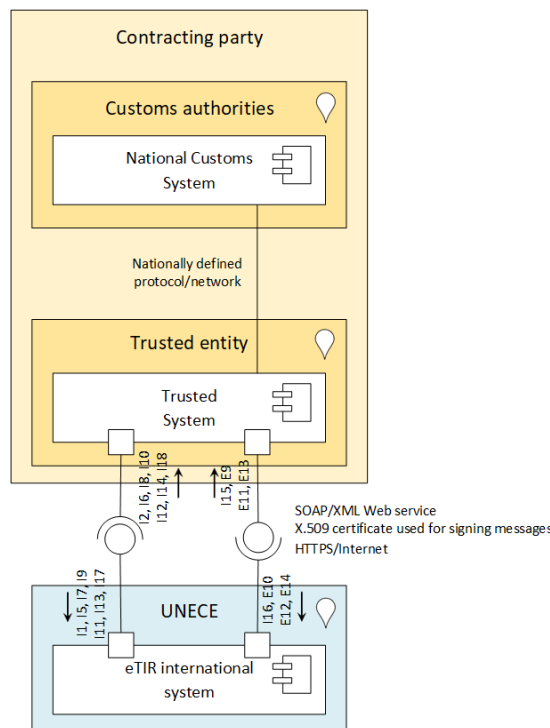 Contracting party
Customs authorities
National Customs
System
Nationally defined
protocol/network
Trusted entity
Trusted
System
I2, I6, I8, I10
I12, I14, I18
I15, E9
E11, E13
SOAP/XML Web service
X.509 certificate used for signing messages
HTTPS/Internet
I1, I5, I7, I9
I11, I13, I17
I16, E10
E12, E14
UNECE
eTIR international
system